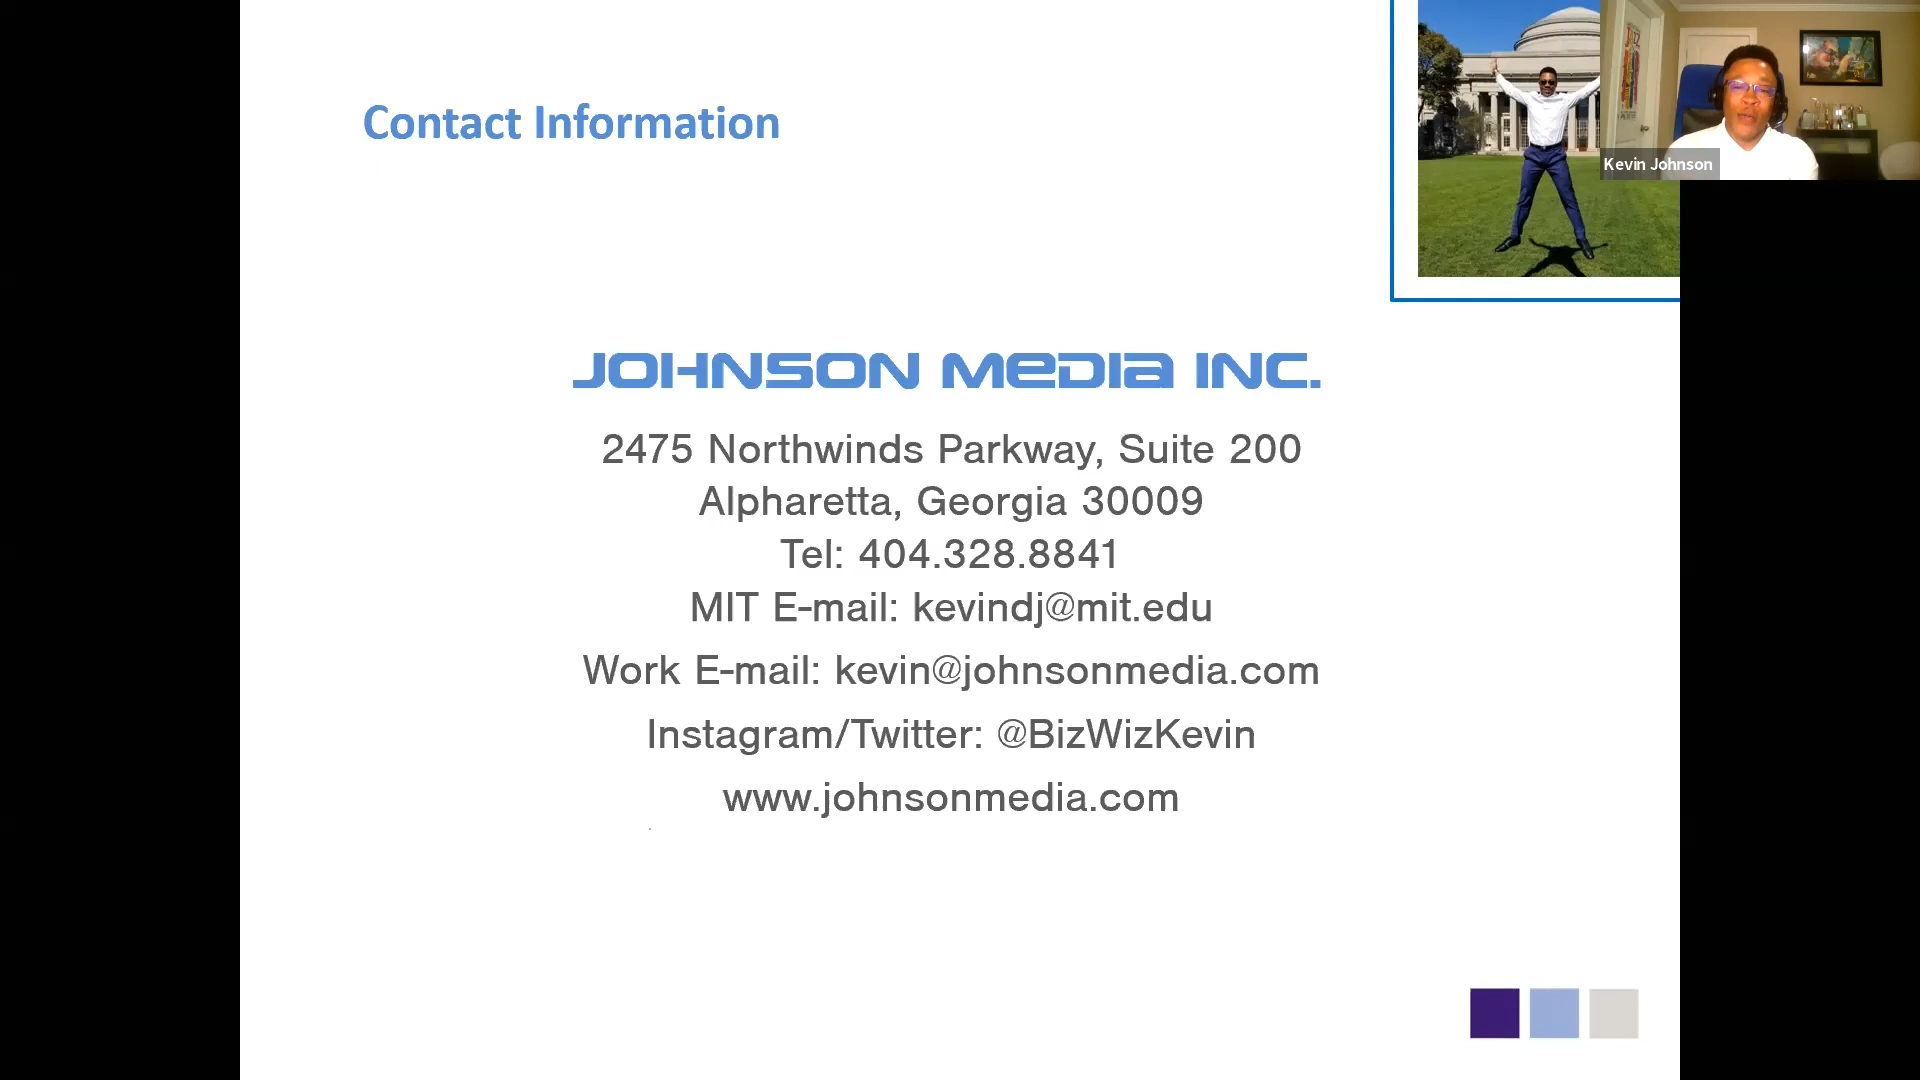 Contact Information
Kevin Johnson
JOHNSON MEDIA INC.
2475 Northwinds Parkway, Suite 200
Alpharetta, Georgia 30009
Tel: 404.328.8841
MIT E-mail: kevindj@mit.edu
Work E-mail: kevin@johnsonmedia.com
Instagram/Twitter: @BizWizKevin
www.johnsonmedia.com